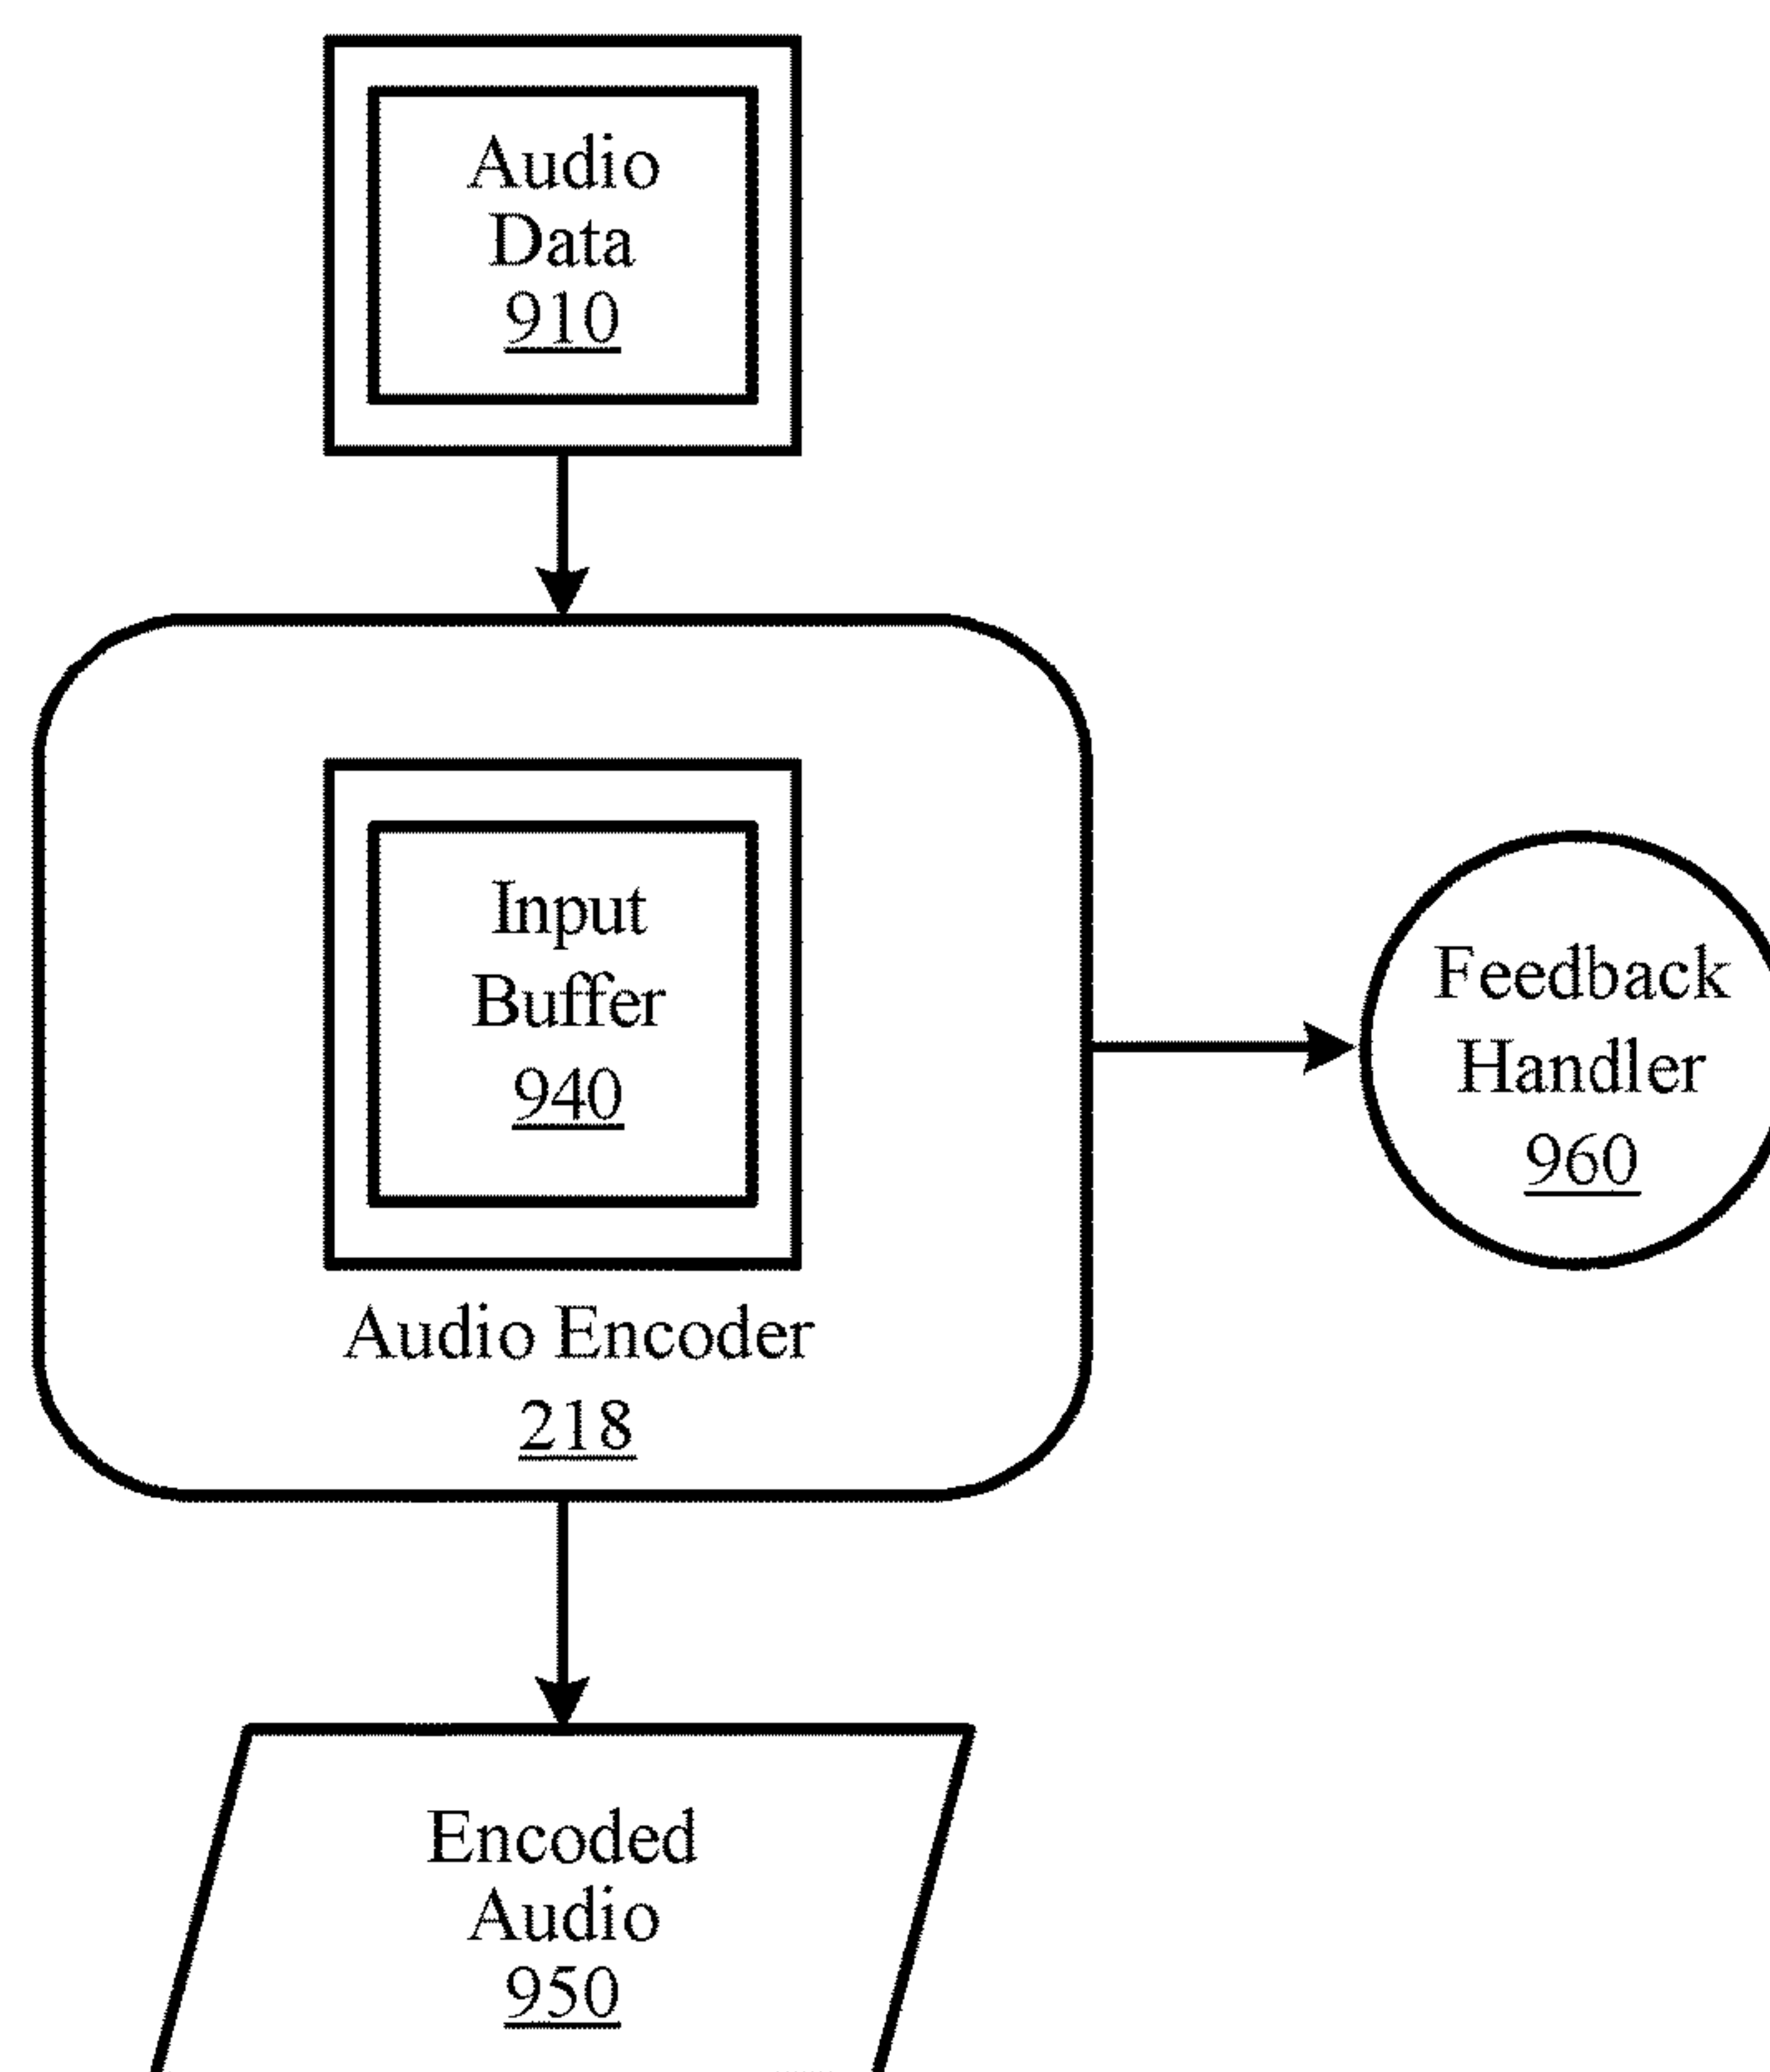 Audio
Data
910
Input
Buffer
940
Audio Encoder
218
Feedback
Handler
960
Encoded
Audio
950